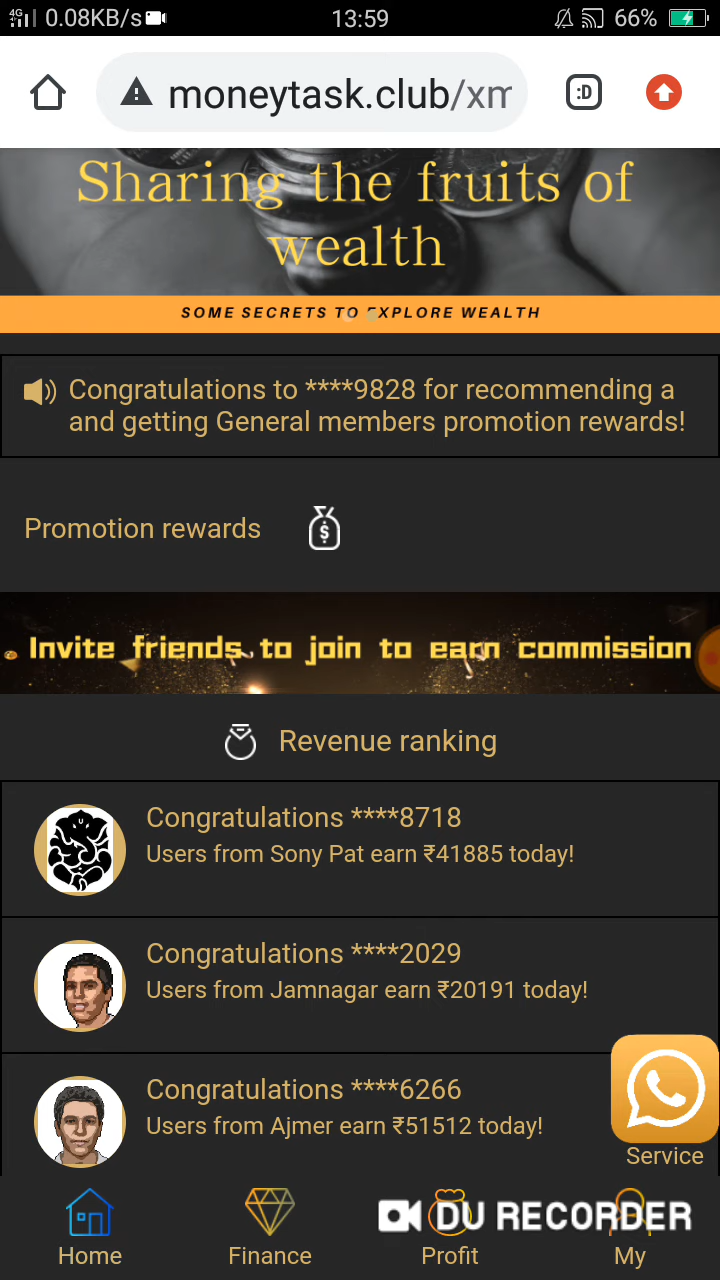 4G 0.08KB/s 13:59 66%
moneytask.club/xm
:D
Sharing the fruits of
wealth
SOME SECRETS TO EXPLORE WEALTH
Congratulations to ****9828 for recommending a
and getting General members promotion rewards!
Promotion rewards
Invite friends to join to earn commission
Revenue ranking
Congratulations ****8718
Users from Sony Pat earn ₹41885 today!
Congratulations ****2029
Users from Jamnagar earn ₹20191 today!
Congratulations ****6266
Users from Ajmer earn ₹51512 today!
Service
DU RECORDER
Home Finance Profit My